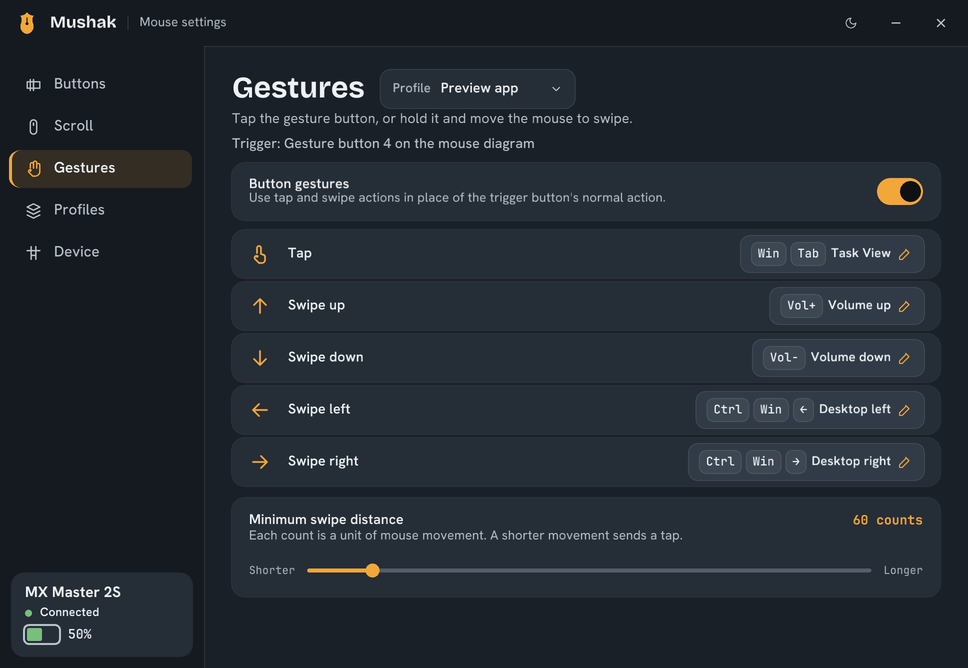 Mushak
Mouse settings
Buttons
Scroll
Gestures
Profiles
Device
MX Master 2S
Connected
50%
Gestures
Profile Preview app
Tap the gesture button, or hold it and move the mouse to swipe.
Trigger: Gesture button 4 on the mouse diagram
Button gestures
Use tap and swipe actions in place of the trigger button's normal action.
Tap
Win Tab Task View
Swipe up
Vol+ Volume up
Swipe down
Vol- Volume down
Swipe left
Ctrl Win ← Desktop left
Swipe right
Ctrl Win → Desktop right
Minimum swipe distance
60 counts
Each count is a unit of mouse movement. A shorter movement sends a tap.
Shorter
Longer